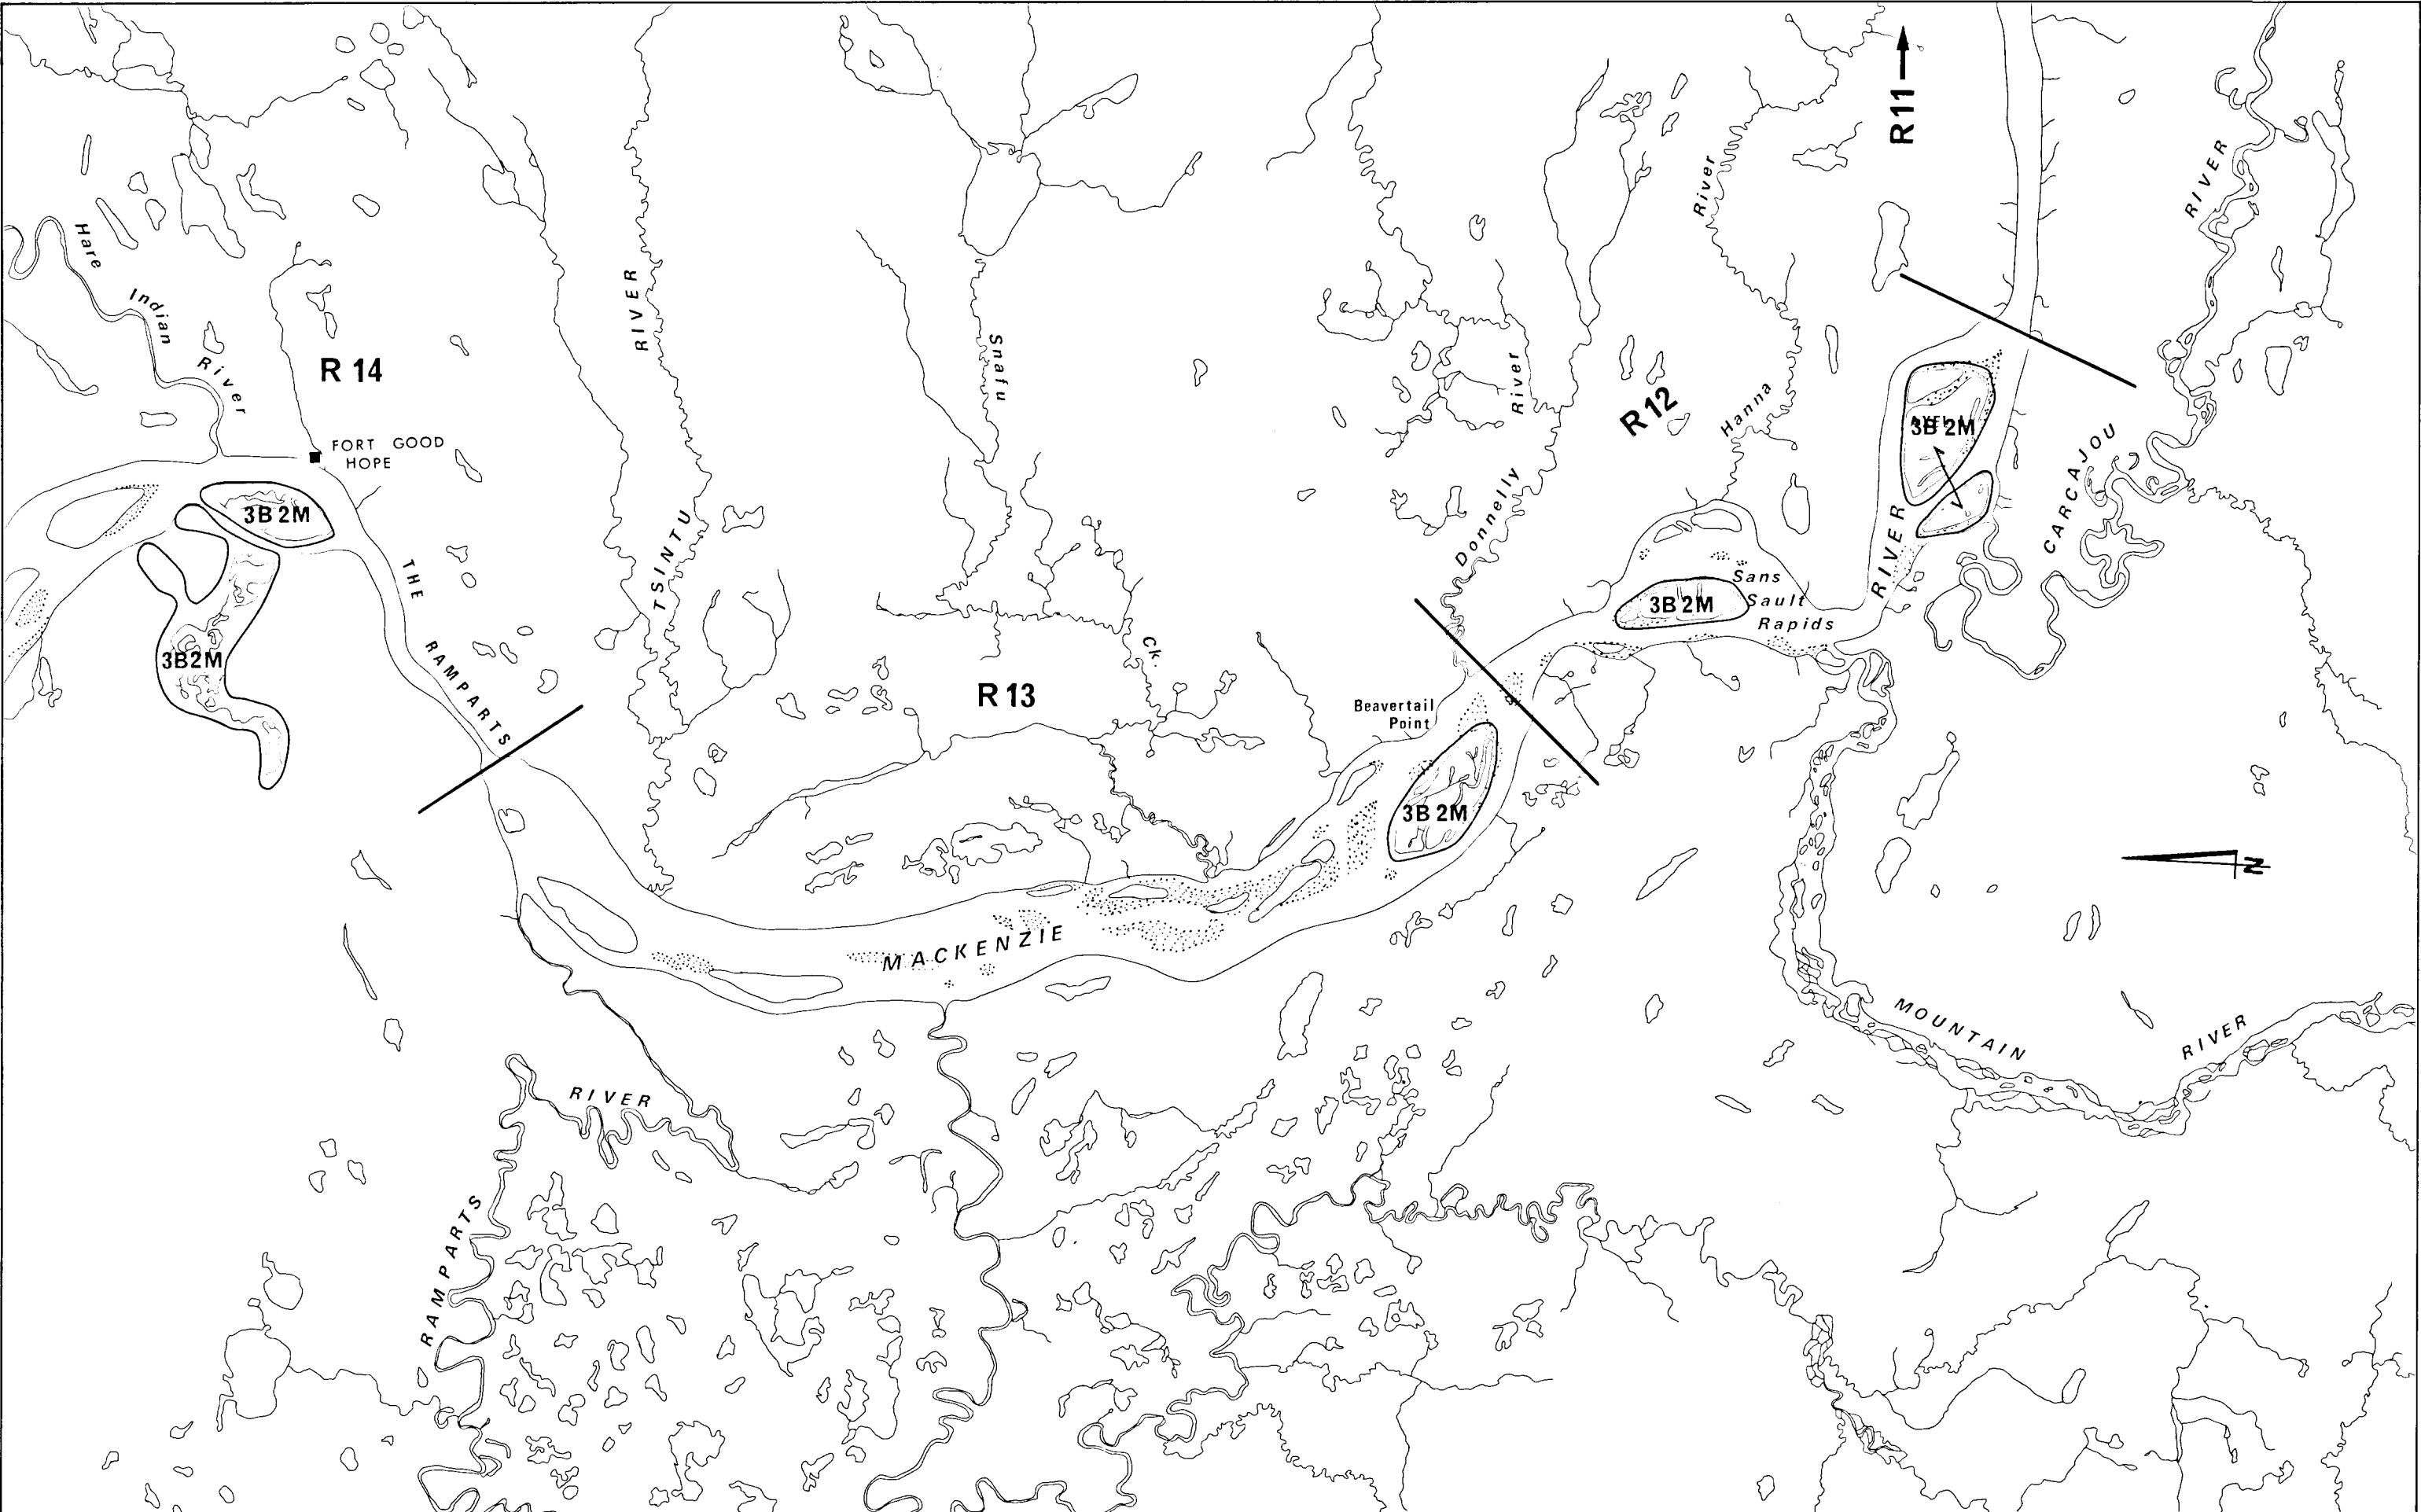 R11
RIVER
River
Hare
Indian
River
R 14
RIVER
Snafu
River
R12
Hanna
3B 2M
FORT GOOD
HOPE
CARCAJOU
3B 2M
Donnelly
TSINTU
RIVER
THE
Sans
Sault
Rapids
3B 2M
3B2M
RAMPARTS
Ck.
R 13
Beavertail
Point
3B 2M
N
MACKENZIE
MOUNTAIN
RIVER
RIVER
RAMPARTS